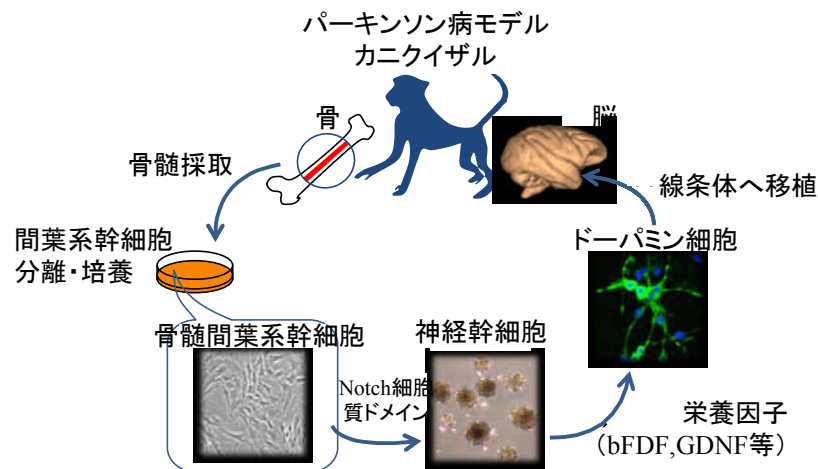 パーキンソン病モデル
カニクイザル
骨
脳
骨髄採取
線条体へ移植
間葉系幹細胞
分離・培養
ドーパミン細胞
骨髄間葉系幹細胞
神経幹細胞
Notch細胞
質ドメイン
栄養因子
（bFDF,GDNF等）